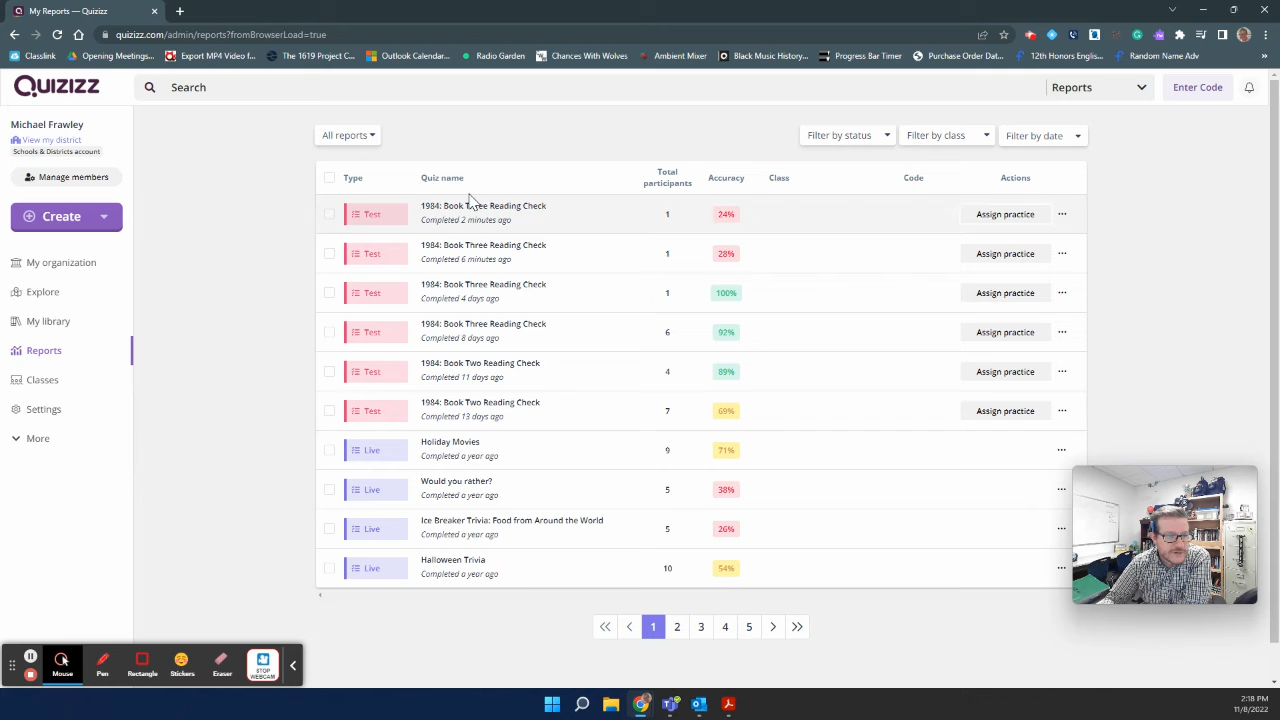 My Reports — Quizizz
quizizz.com/admin/reports?fromBrowserLoad=true
Classlink Opening Meetings... Export MP4 Video f... The 1619 Project C... Outlook Calendar... Radio Garden Chances With Wolves Ambient Mixer Black Music History... Progress Bar Timer Purchase Order Dat... 12th Honors Englis... Random Name Adv
QUIZIZZ Search Reports Enter Code
Michael Frawley
View my district
Schools & Districts account
Manage members
Create
My organization
Explore
My library
Reports
Classes
Settings
More
All reports Filter by status Filter by class Filter by date
Type Quiz name Total participants Accuracy Class Code Actions
Test 1984: Book Three Reading Check 1 24% Assign practice ...
Completed 2 minutes ago
Test 1984: Book Three Reading Check 1 28% Assign practice ...
Completed 6 minutes ago
Test 1984: Book Three Reading Check 1 100% Assign practice ...
Completed 4 days ago
Test 1984: Book Three Reading Check 6 92% Assign practice ...
Completed 8 days ago
Test 1984: Book Two Reading Check 4 89% Assign practice ...
Completed 11 days ago
Test 1984: Book Two Reading Check 7 69% Assign practice ...
Completed 13 days ago
Live Holiday Movies 9 71% ...
Completed a year ago
Live Would you rather? 5 38% ...
Completed a year ago
Live Ice Breaker Trivia: Food from Around the World 5 26% ...
Completed a year ago
Live Halloween Trivia 10 54% ...
Completed a year ago
1 2 3 4 5
Mouse Pen Rectangle Stickers Eraser STOP WEBCAM
2:18 PM
11/8/2022